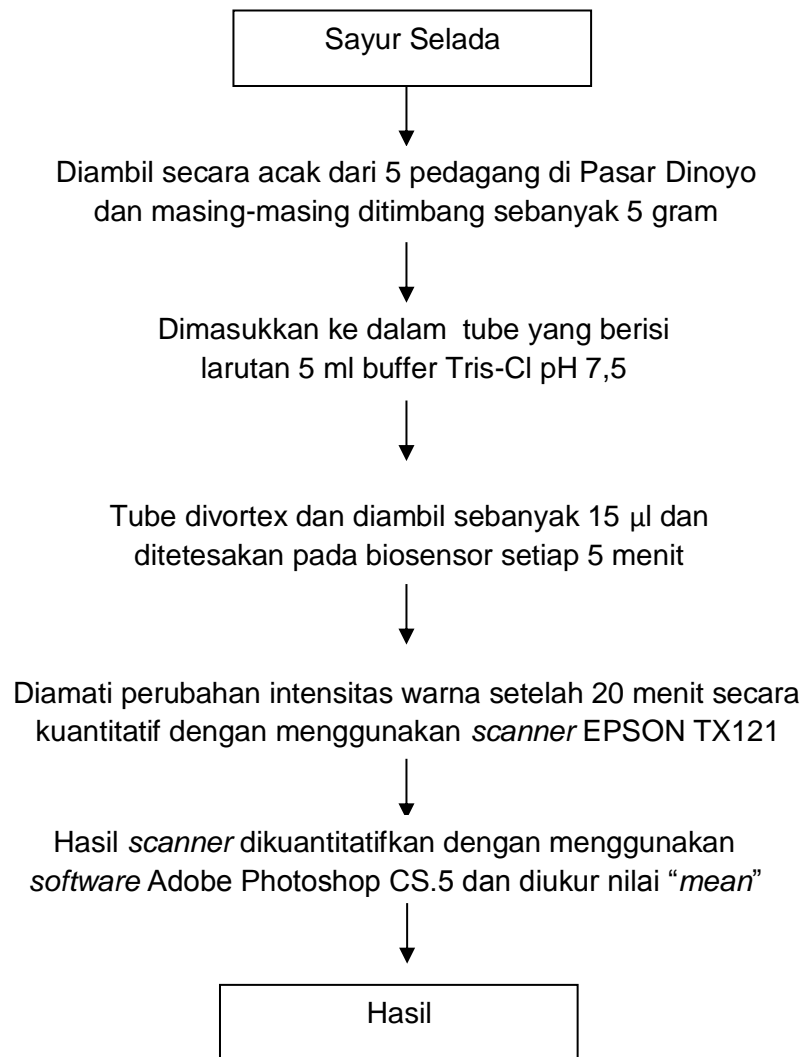 Sayur Selada
Diambil secara acak dari 5 pedagang di Pasar Dinoyo
dan masing-masing ditimbang sebanyak 5 gram
Dimasukkan ke dalam tube yang berisi
larutan 5 ml buffer Tris-Cl pH 7,5
Tube divortex dan diambil sebanyak 15 μl dan
ditetesakan pada biosensor setiap 5 menit
Diamati perubahan intensitas warna setelah 20 menit secara
kuantitatif dengan menggunakan scanner EPSON TX121
Hasil scanner dikuantitatifkan dengan menggunakan
software Adobe Photoshop CS.5 dan diukur nilai “mean”
Hasil